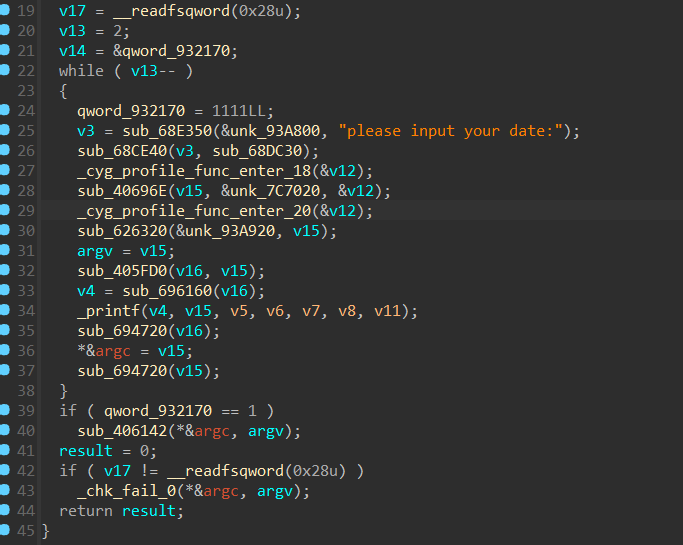 19 v17 = __readfsqword(0x28u);
20 v13 = 2;
21 v14 = &qword_932170;
22 while ( v13-- )
23 {
24 qword_932170 = 1111LL;
25 v3 = sub_68E350(&unk_93A800, "please input your date:");
26 sub_68CE40(v3, sub_68DC30);
27 _cyg_profile_func_enter_18(&v12);
28 sub_40696E(v15, &unk_7C7020, &v12);
29 _cyg_profile_func_enter_20(&v12);
30 sub_626320(&unk_93A920, v15);
31 argv = v15;
32 sub_405FD0(v16, v15);
33 v4 = sub_696160(v16);
34 _printf(v4, v15, v5, v6, v7, v8, v11);
35 sub_694720(v16);
36 *&argc = v15;
37 sub_694720(v15);
38 }
39 if ( qword_932170 == 1 )
40 sub_406142(*&argc, argv);
41 result = 0;
42 if ( v17 != __readfsqword(0x28u) )
43 _chk_fail_0(*&argc, argv);
44 return result;
45 }